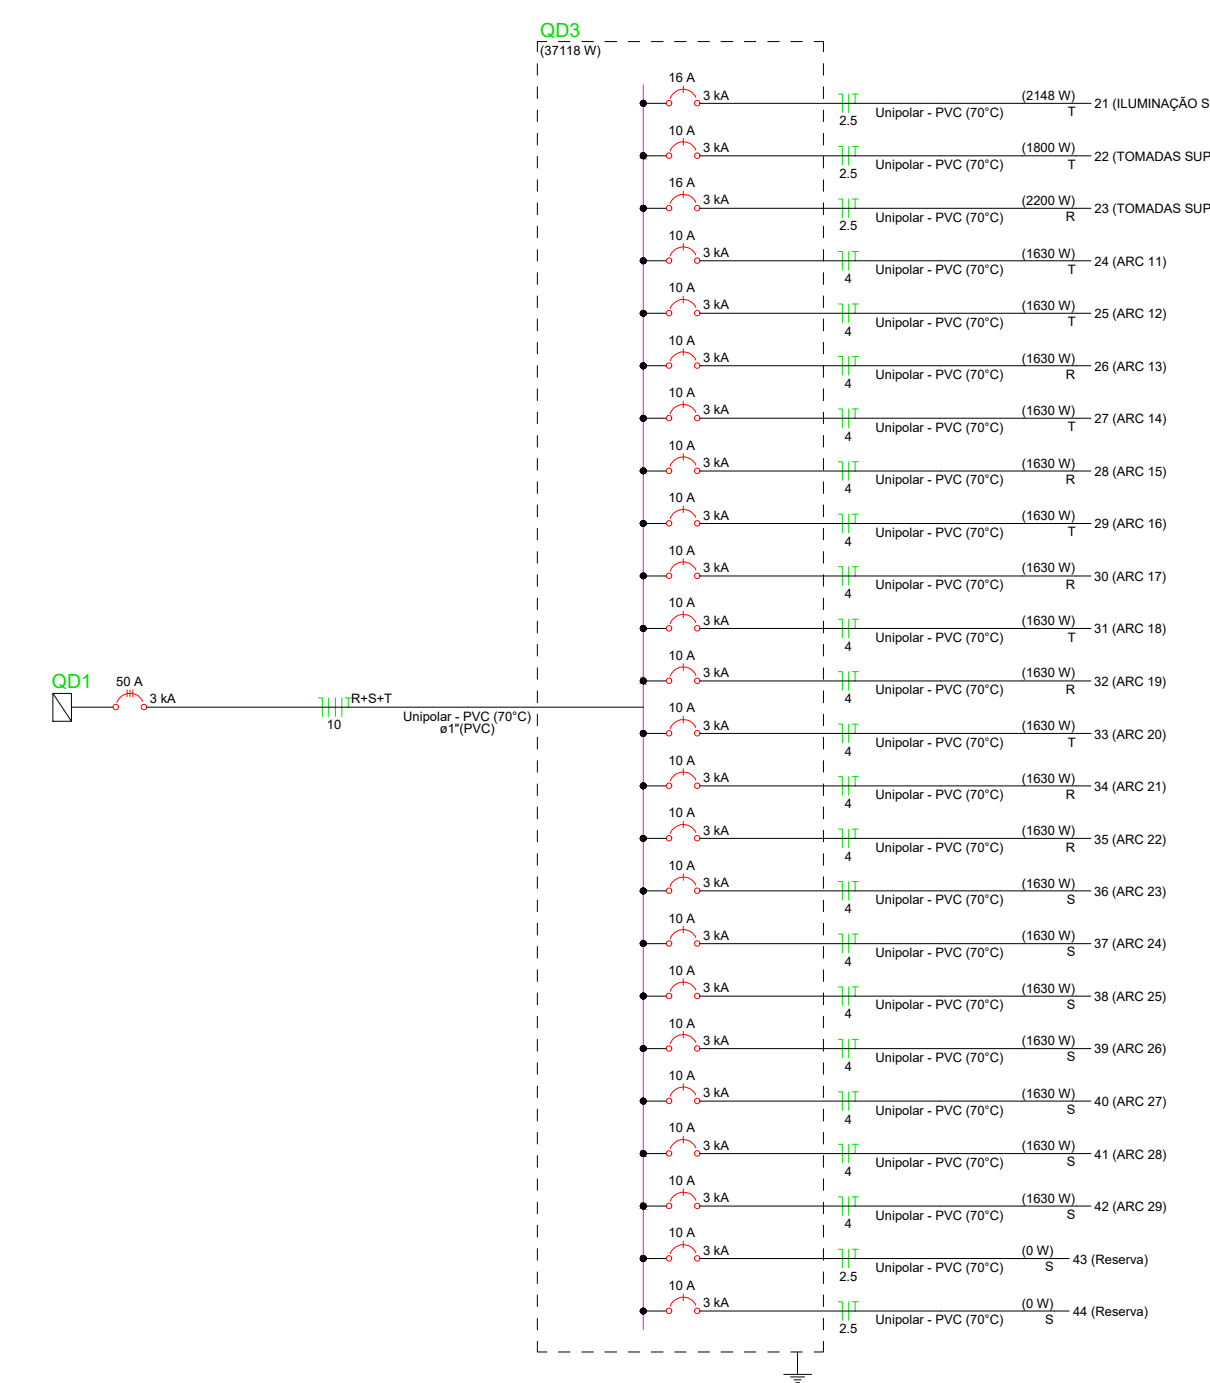 QD3
(37118 W)
16 A
3 kA
2.5
Unipolar - PVC (70°C)
(2148 W)
T
21 (ILUMINAÇÃO S
10 A
3 kA
2.5
Unipolar - PVC (70°C)
(1800 W)
T
22 (TOMADAS SUP
16 A
3 kA
2.5
Unipolar - PVC (70°C)
(2200 W)
R
23 (TOMADAS SUP
10 A
3 kA
4
Unipolar - PVC (70°C)
(1630 W)
T
24 (ARC 11)
10 A
3 kA
4
Unipolar - PVC (70°C)
(1630 W)
T
25 (ARC 12)
10 A
3 kA
4
Unipolar - PVC (70°C)
(1630 W)
R
26 (ARC 13)
10 A
3 kA
4
Unipolar - PVC (70°C)
(1630 W)
T
27 (ARC 14)
10 A
3 kA
4
Unipolar - PVC (70°C)
(1630 W)
R
28 (ARC 15)
10 A
3 kA
4
Unipolar - PVC (70°C)
(1630 W)
T
29 (ARC 16)
10 A
3 kA
4
Unipolar - PVC (70°C)
(1630 W)
R
30 (ARC 17)
10 A
3 kA
4
Unipolar - PVC (70°C)
(1630 W)
T
31 (ARC 18)
10 A
3 kA
4
Unipolar - PVC (70°C)
(1630 W)
R
32 (ARC 19)
QD1
50 A
3 kA
R+S+T
10
Unipolar - PVC (70°C)
ø1"(PVC)
10 A
3 kA
4
Unipolar - PVC (70°C)
(1630 W)
T
33 (ARC 20)
10 A
3 kA
4
Unipolar - PVC (70°C)
(1630 W)
R
34 (ARC 21)
10 A
3 kA
4
Unipolar - PVC (70°C)
(1630 W)
R
35 (ARC 22)
10 A
3 kA
4
Unipolar - PVC (70°C)
(1630 W)
S
36 (ARC 23)
10 A
3 kA
4
Unipolar - PVC (70°C)
(1630 W)
S
37 (ARC 24)
10 A
3 kA
4
Unipolar - PVC (70°C)
(1630 W)
S
38 (ARC 25)
10 A
3 kA
4
Unipolar - PVC (70°C)
(1630 W)
S
39 (ARC 26)
10 A
3 kA
4
Unipolar - PVC (70°C)
(1630 W)
S
40 (ARC 27)
10 A
3 kA
4
Unipolar - PVC (70°C)
(1630 W)
S
41 (ARC 28)
10 A
3 kA
4
Unipolar - PVC (70°C)
(1630 W)
S
42 (ARC 29)
10 A
3 kA
2.5
Unipolar - PVC (70°C)
(0 W)
S
43 (Reserva)
10 A
3 kA
2.5
Unipolar - PVC (70°C)
(0 W)
S
44 (Reserva)